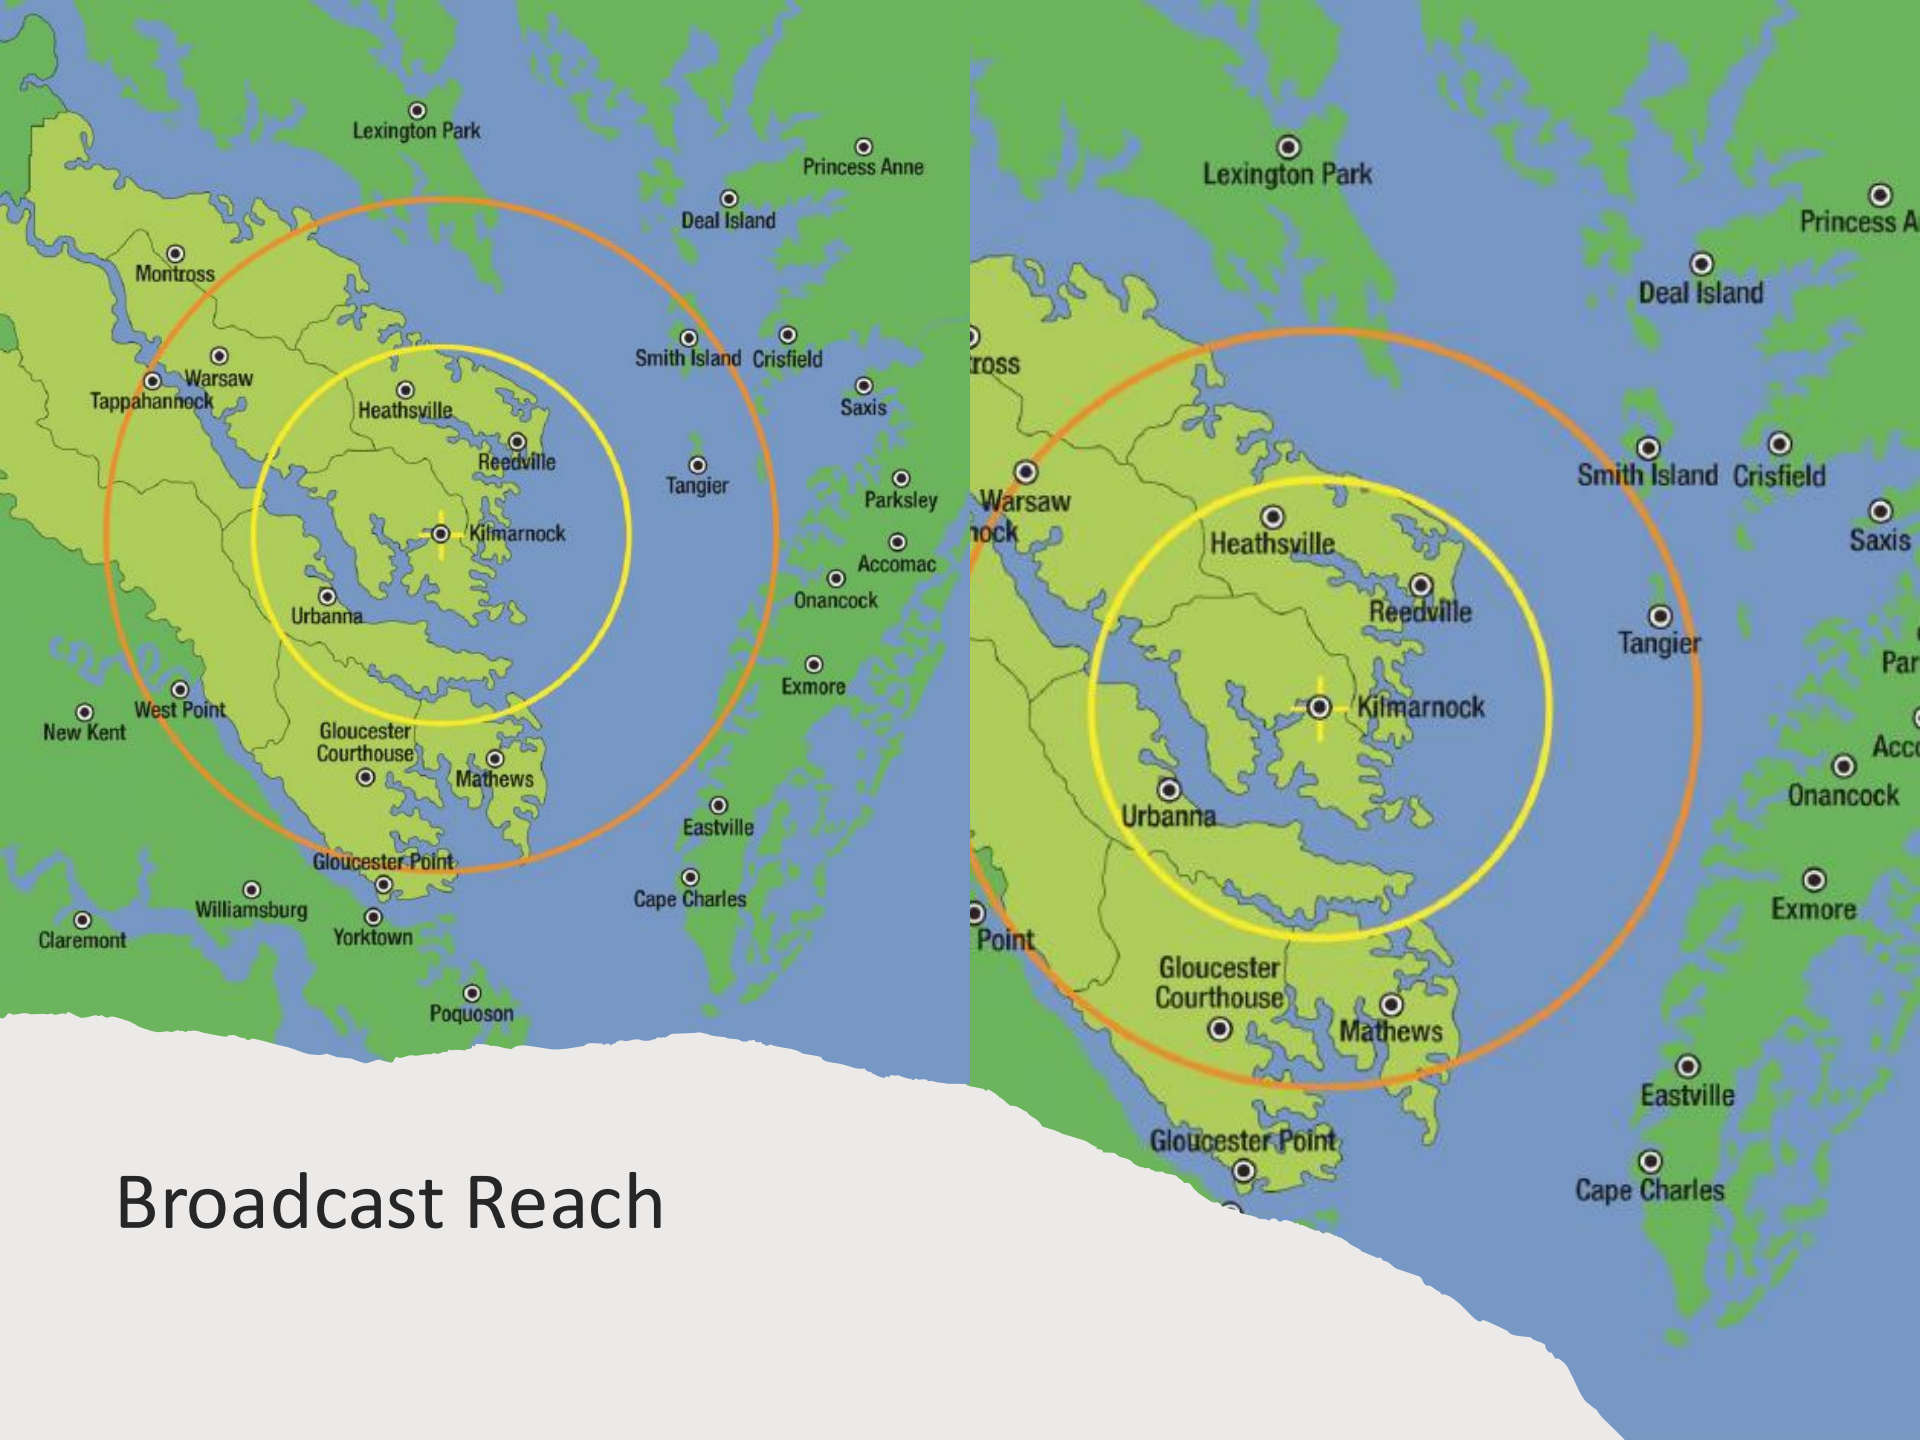 Lexington Park
Princess Anne
Deal Island
Montross
Smith Island
Crisfield
Warsaw
Tappahannock
Heathsville
Saxis
Reedville
Tangier
Parksley
Kilmarnock
Accomac
Onancock
Urbanna
Exmore
West Point
New Kent
Gloucester
Courthouse
Mathews
Eastville
Gloucester Point
Cape Charles
Williamsburg
Yorktown
Claremont
Poquoson
Lexington Park
Princess A
Deal Island
ross
Smith Island
Crisfield
Warsaw
nock
Heathsville
Saxis
Reedville
Tangier
Par
Kilmarnock
Acco
Onancock
Urbanna
Exmore
Point
Gloucester
Courthouse
Mathews
Eastville
Gloucester Point
Cape Charles
Broadcast Reach